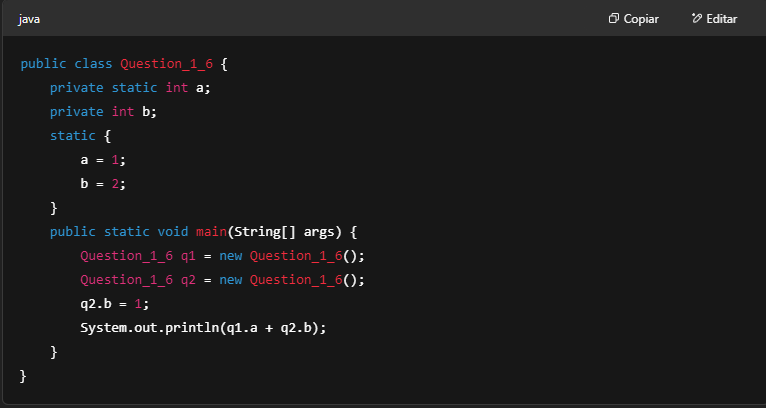 java
Copiar
Editar
public class Question_1_6 {
    private static int a;
    private int b;
    static {
        a = 1;
        b = 2;
    }
    public static void main(String[] args) {
        Question_1_6 q1 = new Question_1_6();
        Question_1_6 q2 = new Question_1_6();
        q2.b = 1;
        System.out.println(q1.a + q2.b);
    }
}